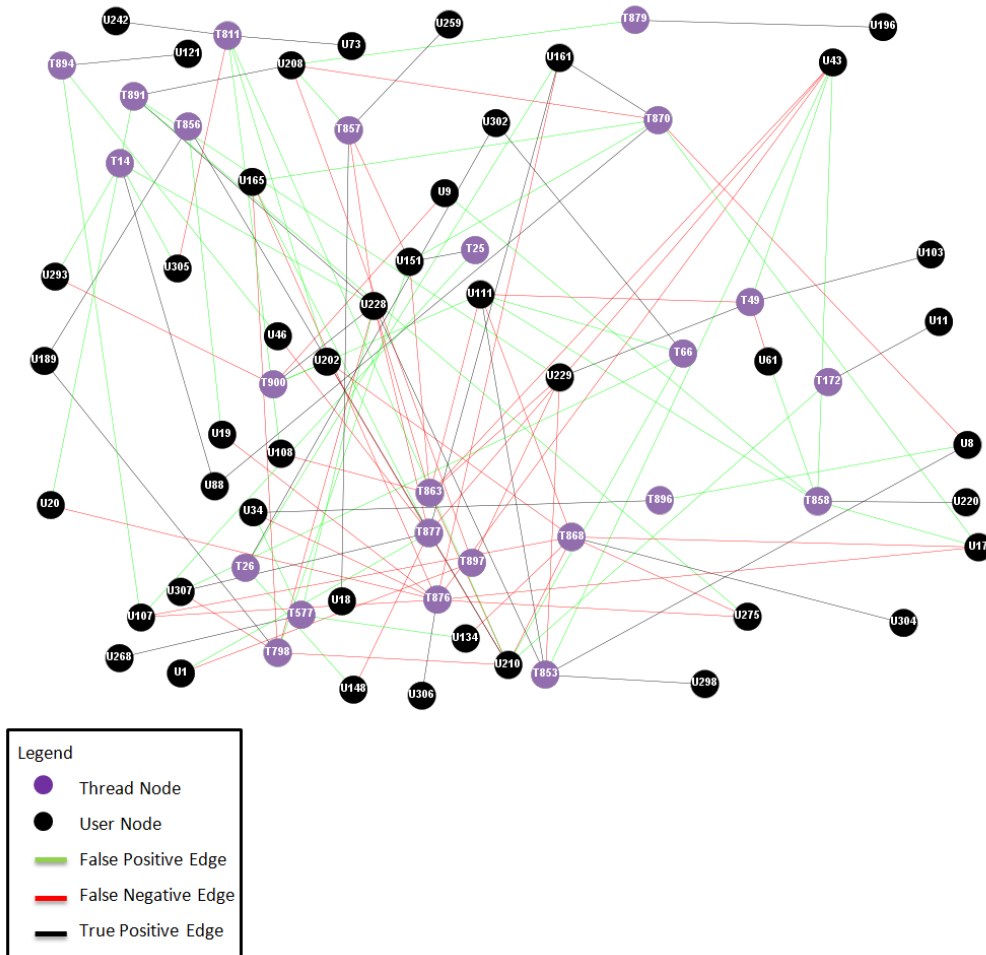 U242
T811
U73
U259
T879
U196
U121
T894
U208
U161
U43
T891
T856
T857
U302
T870
T14
U165
U9
T25
U151
U103
U293
U305
U111
U228
T49
U11
U46
U189
U202
T66
U61
T900
U229
T172
U19
U108
U8
U88
T863
U20
U34
T896
T858
U220
T877
T868
U17
T897
T26
U307
U107
T577
U18
T876
U275
U304
U134
U268
T798
U1
U148
U306
U210
T853
U298
Legend
Thread Node
User Node
False Positive Edge
False Negative Edge
True Positive Edge